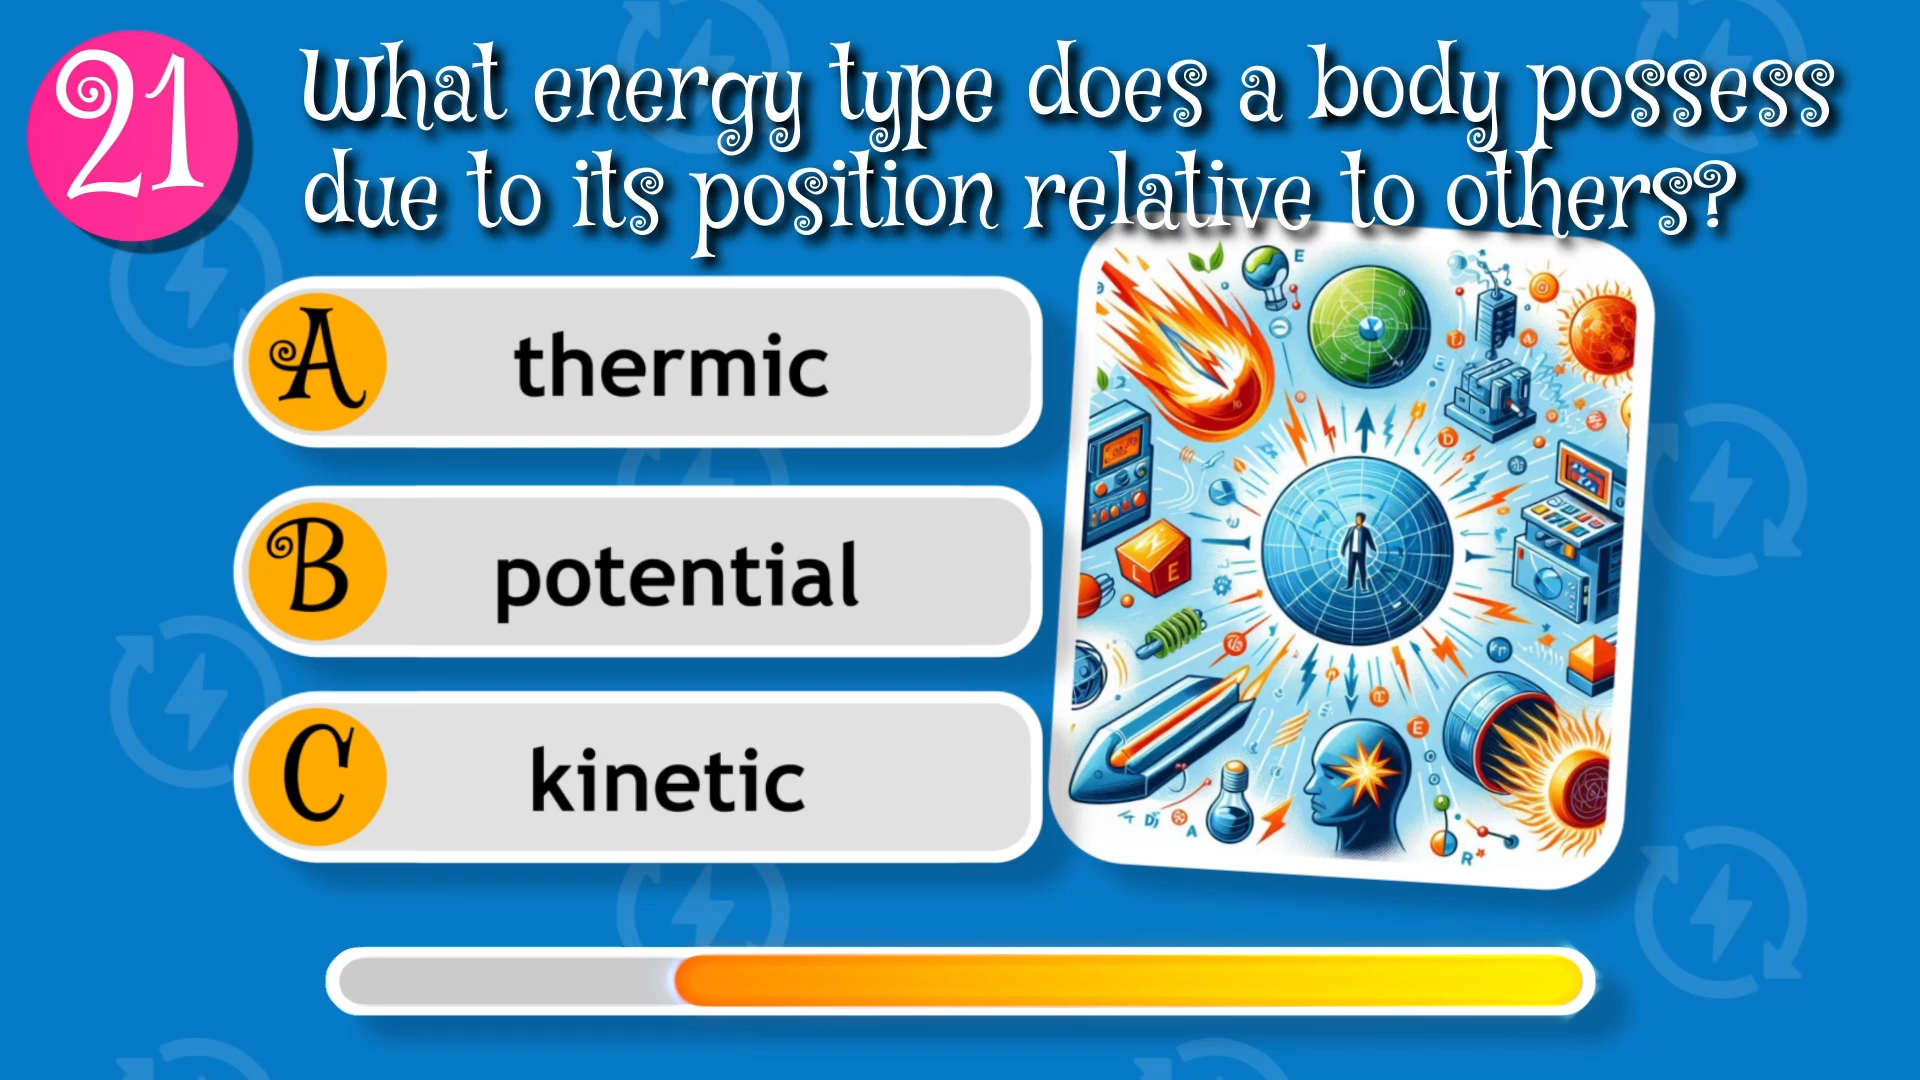 21
What energy type does a body possess
due to its position relative to others?
A thermic
B potential
C kinetic